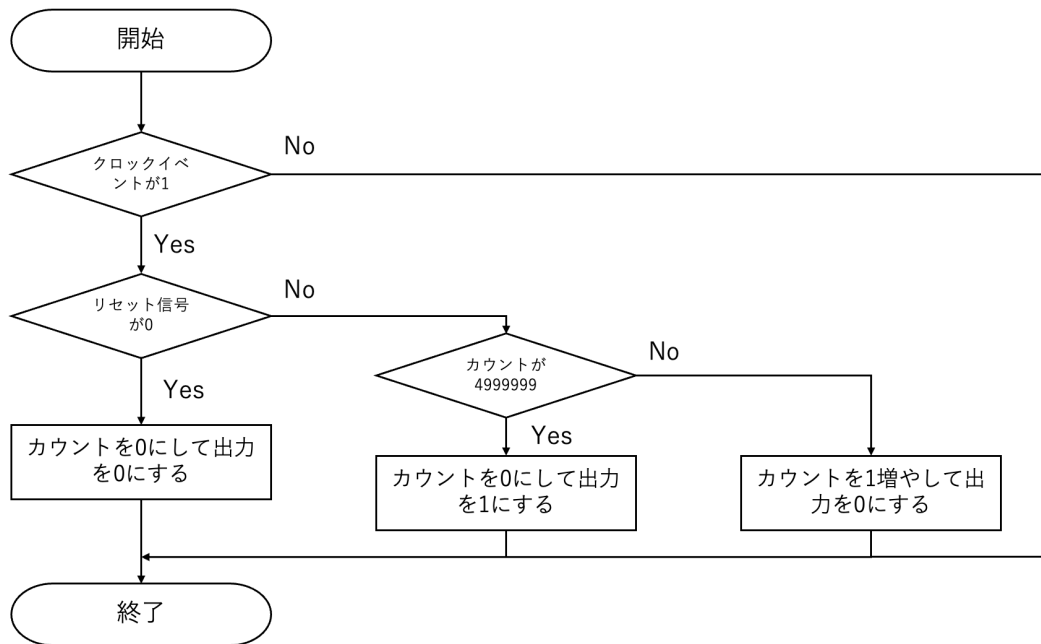 開始
クロックイベ
ントが1
No
Yes
リセット信号
が0
No
Yes
カウントが
4999999
No
Yes
カウントを0にして出力
を0にする
カウントを0にして出力
を1にする
カウントを1増やして出
力を0にする
終了